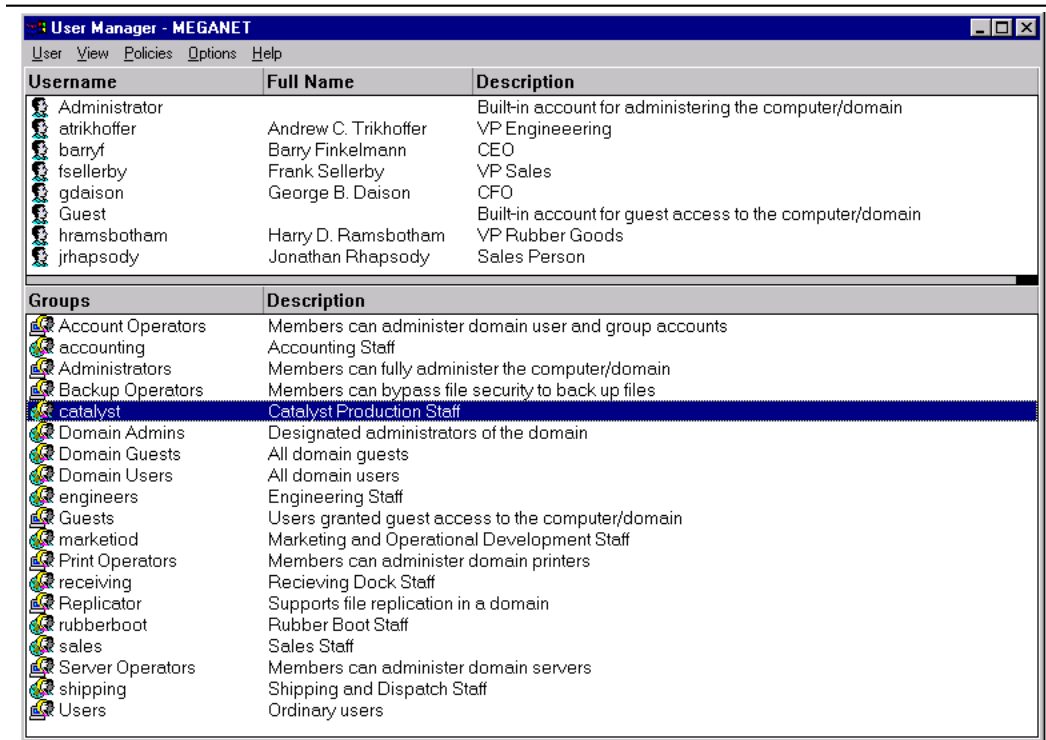 User Manager - MEGANET
User View Policies Options Help
Username Full Name Description
Administrator Built-in account for administering the computer/domain
atrikhoffer Andrew C. Trikhoffer VP Engineeering
barryf Barry Finkelmann CEO
fsellerby Frank Sellerby VP Sales
gdaison George B. Daison CFO
Guest Built-in account for guest access to the computer/domain
hramsbotham Harry D. Ramsbotham VP Rubber Goods
jrhapsody Jonathan Rhapsody Sales Person
Groups Description
Account Operators Members can administer domain user and group accounts
accounting Accounting Staff
Administrators Members can fully administer the computer/domain
Backup Operators Members can bypass file security to back up files
catalyst Catalyst Production Staff
Domain Admins Designated administrators of the domain
Domain Guests All domain guests
Domain Users All domain users
engineers Engineering Staff
Guests Users granted guest access to the computer/domain
marketiod Marketing and Operational Development Staff
Print Operators Members can administer domain printers
receiving Recieving Dock Staff
Replicator Supports file replication in a domain
rubberboot Rubber Boot Staff
sales Sales Staff
Server Operators Members can administer domain servers
shipping Shipping and Dispatch Staff
Users Ordinary users